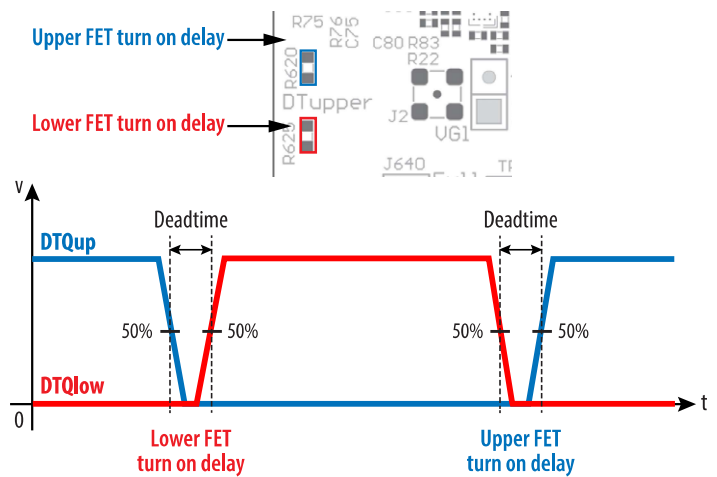 Upper FET turn on delay
Lower FET turn on delay
R75
R76
C75
C80 R83
R22
R620
DTupper
R625
J2
VG1
J640
v
Deadtime
Deadtime
DTQup
50%
50%
50%
50%
DTQlow
0
t
Lower FET
turn on delay
Upper FET
turn on delay